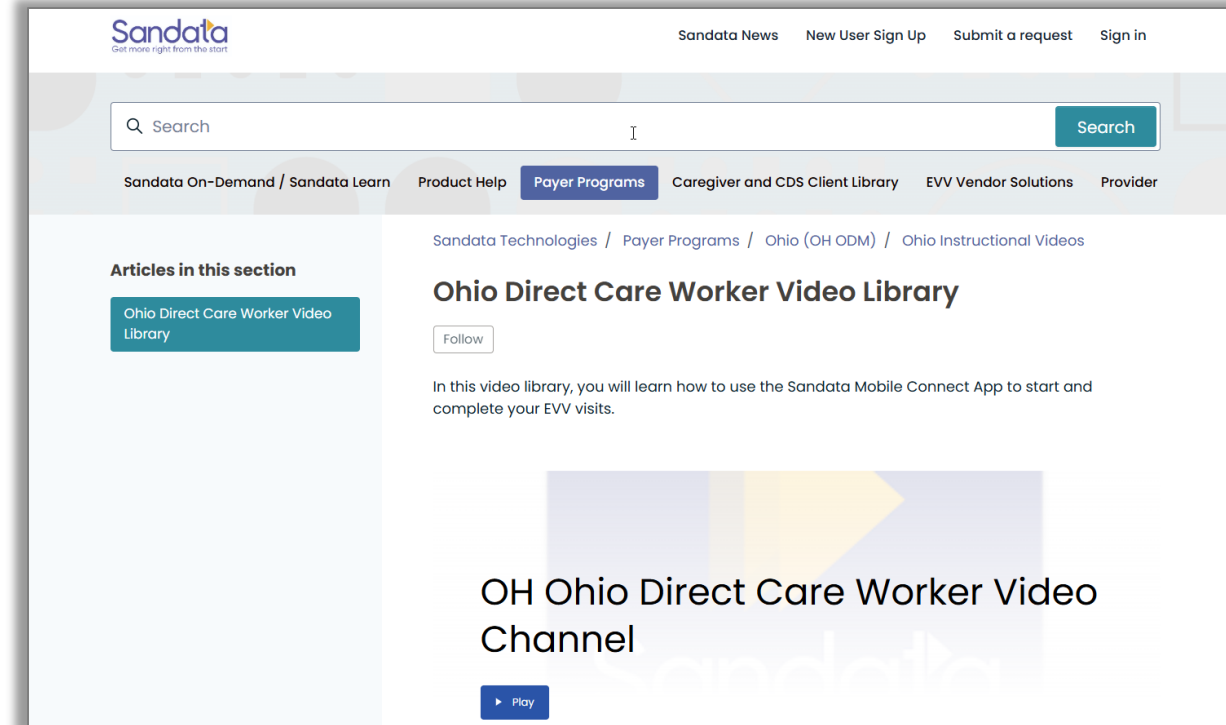 Sandata
Get more right from the start
Sandata News New User Sign Up Submit a request Sign in
Search Search
Sandata On-Demand / Sandata Learn Product Help Payer Programs Caregiver and CDS Client Library EVV Vendor Solutions Provider
Sandata Technologies / Payer Programs / Ohio (OH ODM) / Ohio Instructional Videos
Articles in this section
Ohio Direct Care Worker Video
Library
Ohio Direct Care Worker Video Library
Follow
In this video library, you will learn how to use the Sandata Mobile Connect App to start and
complete your EVV visits.
OH Ohio Direct Care Worker Video
Channel
Sandata
Play